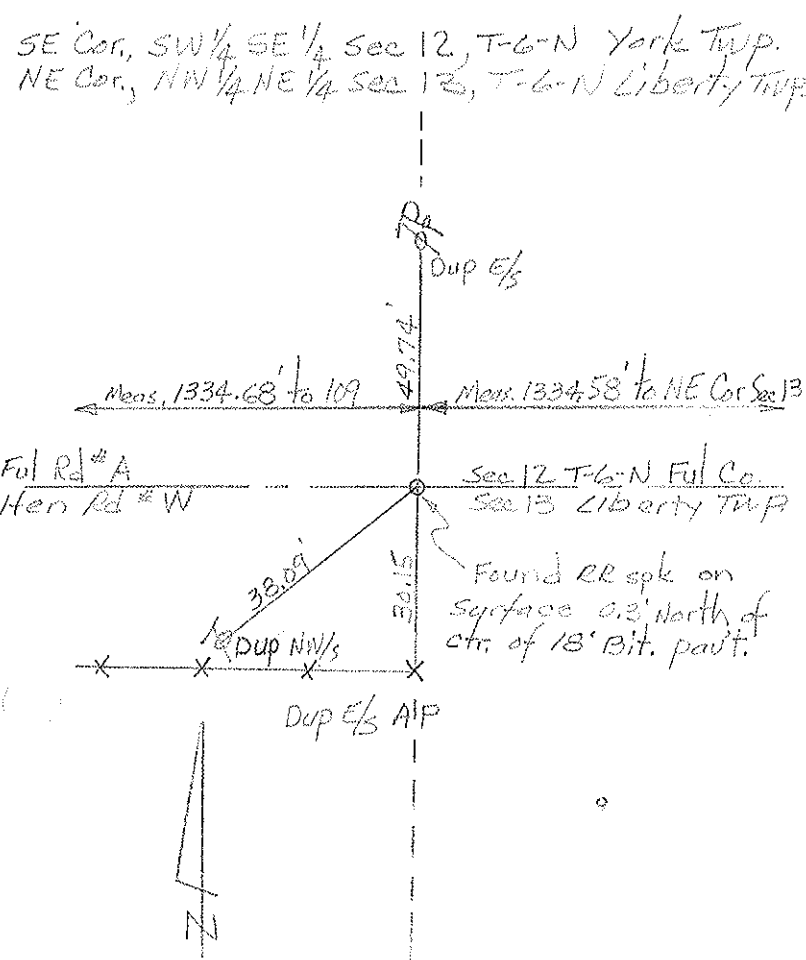 SE Cor., SW 1/4, SE 1/4 Sec 12, T-6-N York Twp.
NE Cor., NW 1/4 NE 1/4 Sec 13, T-6-N Liberty Twp
Dup E/s
49.74'
Meas. 1334.68' to 109
Meas. 1334.58' to NE Cor Sec 13
Ful Rd # A
Hen Rd # W
Sec 12 T-6-N Ful Co.
Sec 13 Liberty Twp
38.09'
30.15
Found RR spk on
surface 0.3' North of
ctr. of 18' Bit. pav't.
Dup NW/s
Dup E/s A/P
N